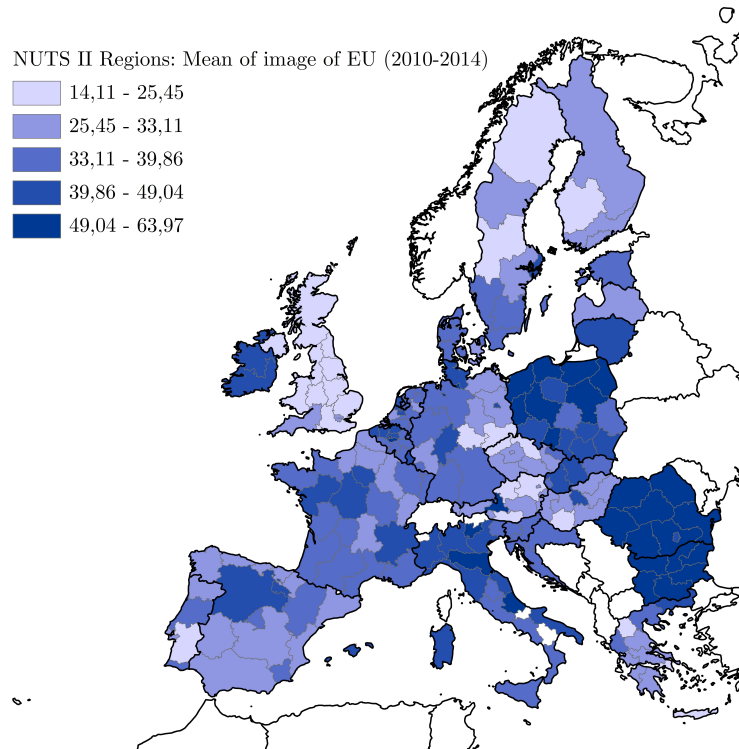 NUTS II Regions: Mean of image of EU (2010-2014)
14,11 - 25,45
25,45 - 33,11
33,11 - 39,86
39,86 - 49,04
49,04 - 63,97